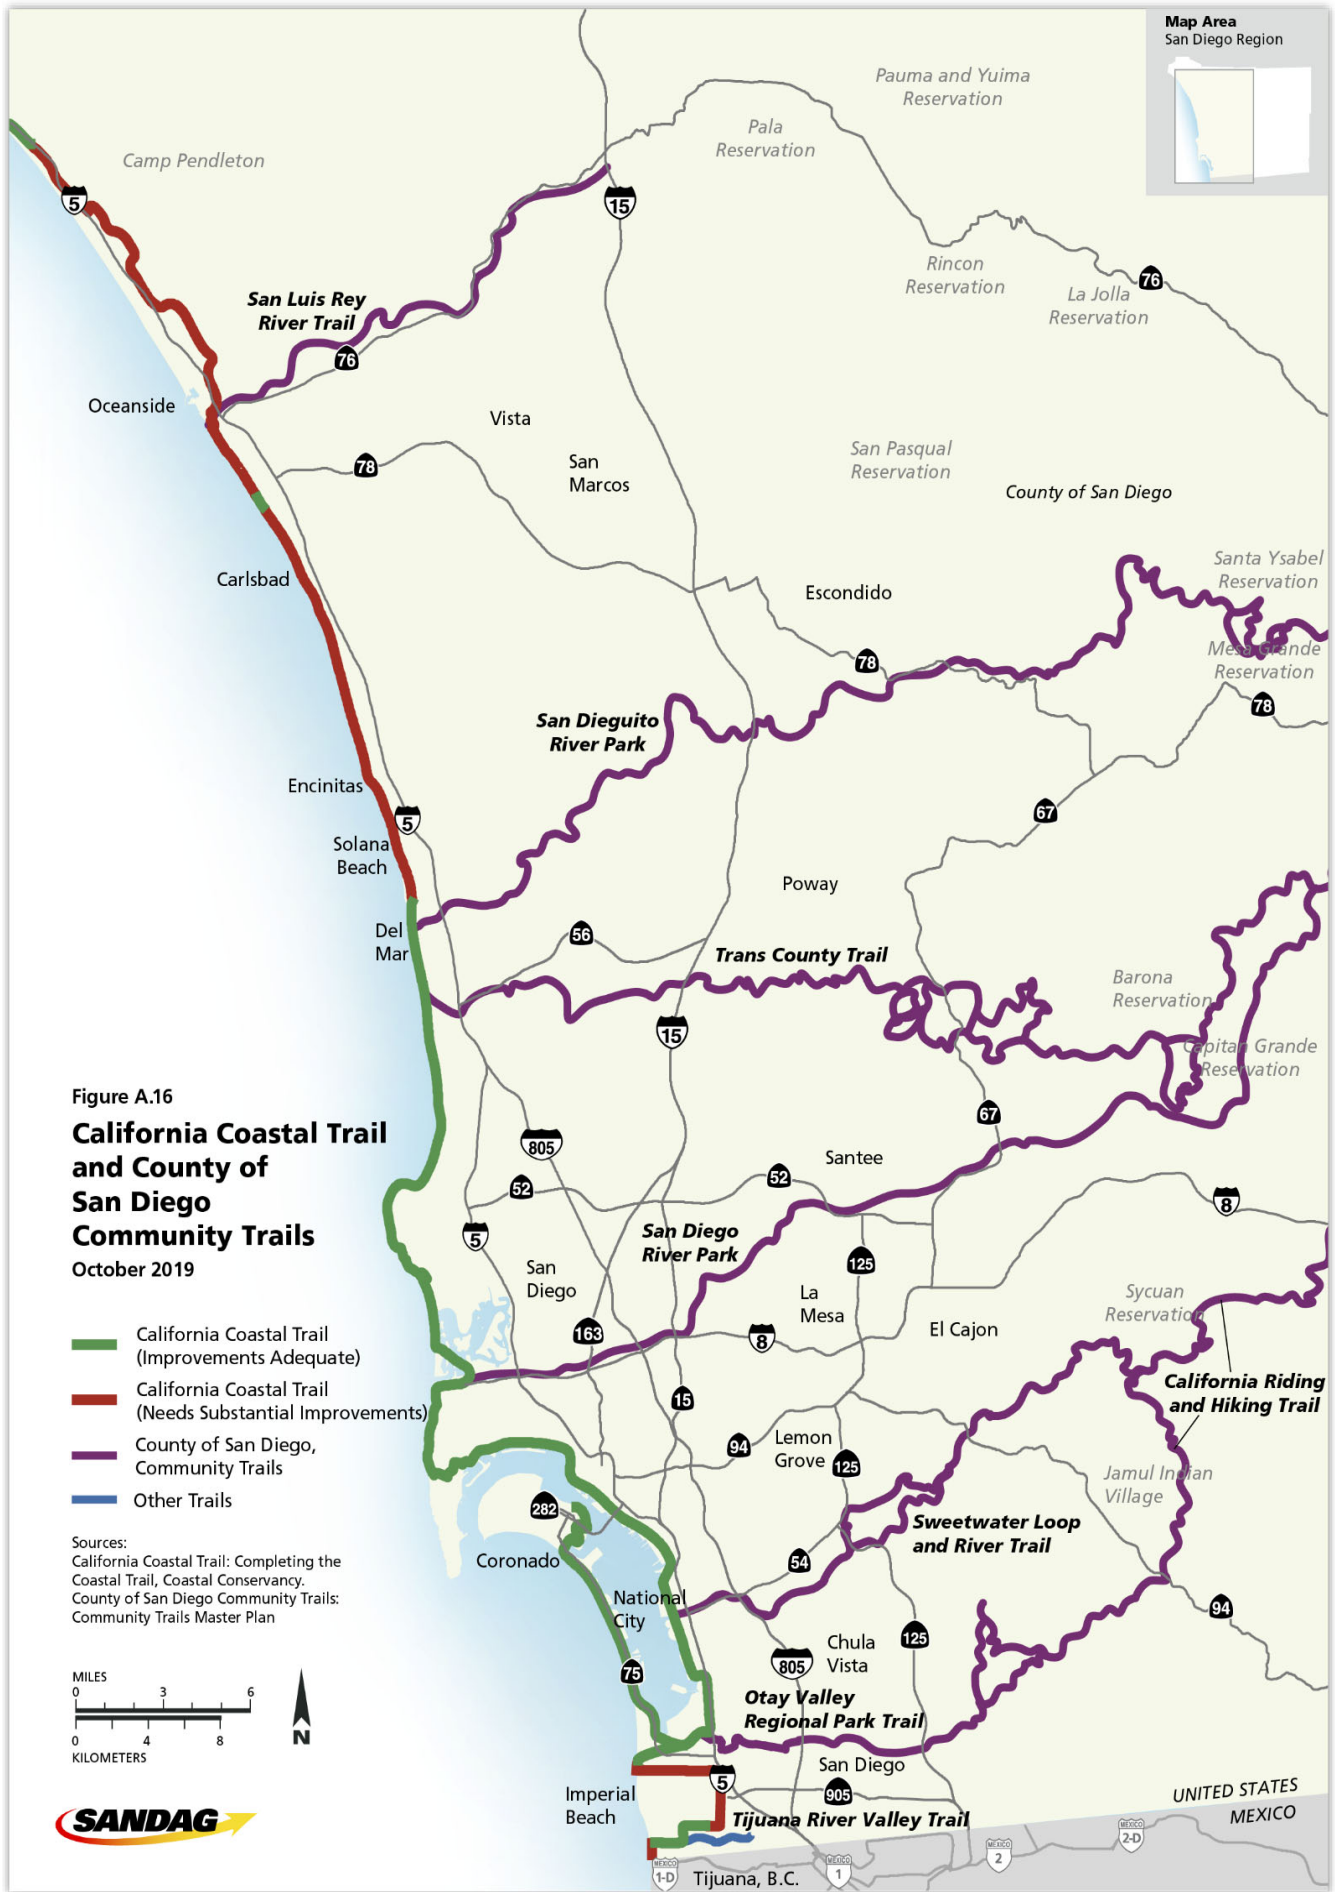 Map Area
San Diego Region
Pauma and Yuima
Reservation
Pala
Reservation
Camp Pendleton
5
15
Rincon
Reservation
76
La Jolla
Reservation
San Luis Rey
River Trail
76
Oceanside
Vista
78
San
Marcos
San Pasqual
Reservation
County of San Diego
Santa Ysabel
Reservation
Carlsbad
Escondido
78
Mesa Grande
Reservation
78
San Dieguito
River Park
Encinitas
5
67
Solana
Beach
Poway
Del
Mar
56
Trans County Trail
Barona
Reservation
15
Capitan Grande
Reservation
67
805
52
52
Santee
8
5
San Diego
River Park
125
San
Diego
La
Mesa
Sycuan
Reservation
163
8
El Cajon
California Riding
and Hiking Trail
15
94
Lemon
Grove
125
Jamul Indian
Village
282
Sweetwater Loop
and River Trail
Coronado
54
National
City
94
125
Chula
Vista
805
75
Otay Valley
Regional Park Trail
San Diego
5
905
Imperial
Beach
Tijuana River Valley Trail
UNITED STATES
MEXICO
MEXICO
2-D
MEXICO
2
MEXICO
1
MEXICO
1-D
Tijuana, B.C.
Figure A.16
California Coastal Trail
and County of
San Diego
Community Trails
October 2019
California Coastal Trail
(Improvements Adequate)
California Coastal Trail
(Needs Substantial Improvements)
County of San Diego,
Community Trails
Other Trails
Sources:
California Coastal Trail: Completing the
Coastal Trail, Coastal Conservancy.
County of San Diego Community Trails:
Community Trails Master Plan
MILES
0 3 6
0 4 8
KILOMETERS
N
SANDAG